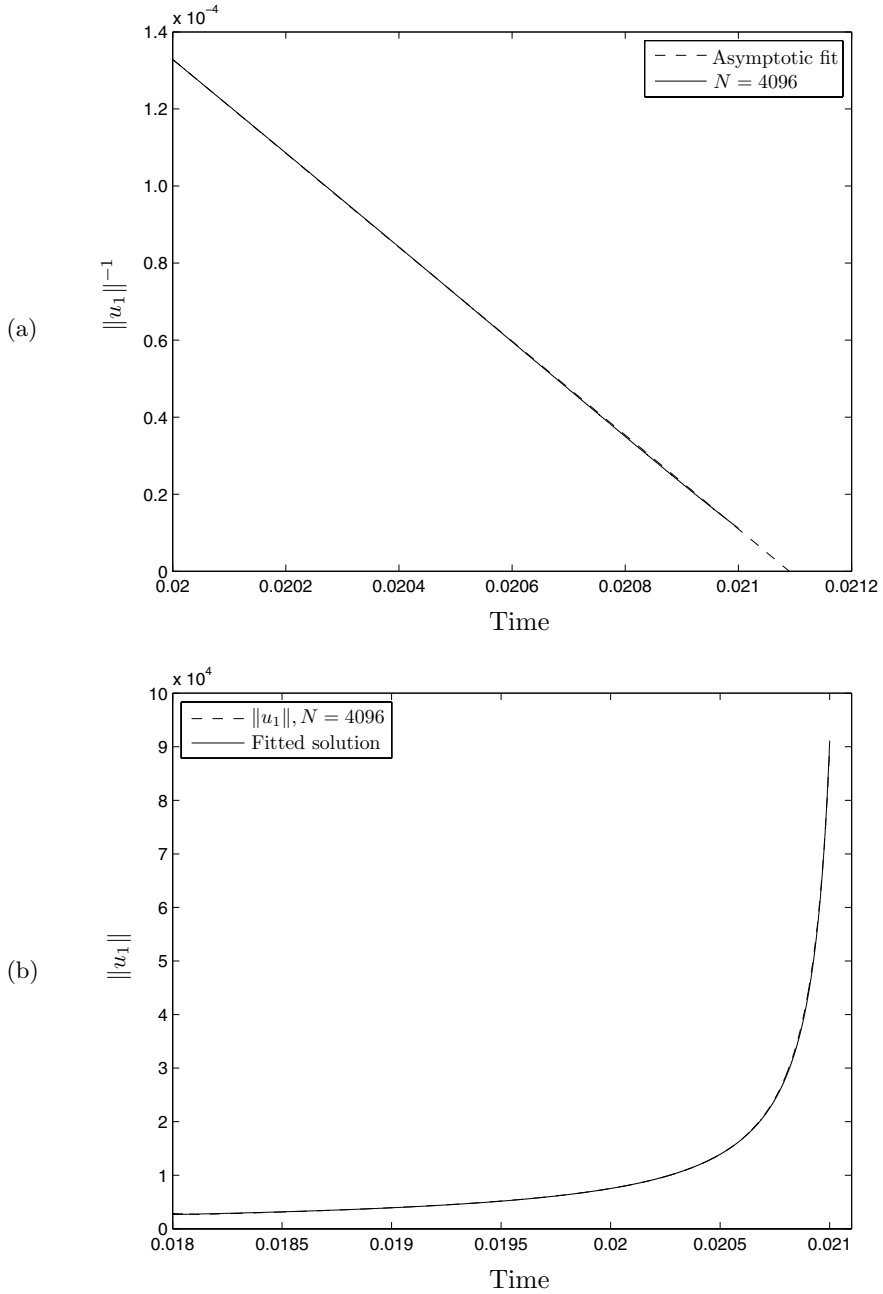 x 10⁻⁴
1.4
1.2
1.0
0.8
0.6
0.4
0.2
0
‖u₁‖⁻¹
(a)
Asymptotic fit
N = 4096
0.02
0.0202
0.0204
0.0206
0.0208
0.021
0.0212
Time
x 10⁴
10
9
8
7
6
5
4
3
2
1
0
‖u₁‖
(b)
‖u₁‖, N = 4096
Fitted solution
0.018
0.0185
0.019
0.0195
0.02
0.0205
0.021
Time